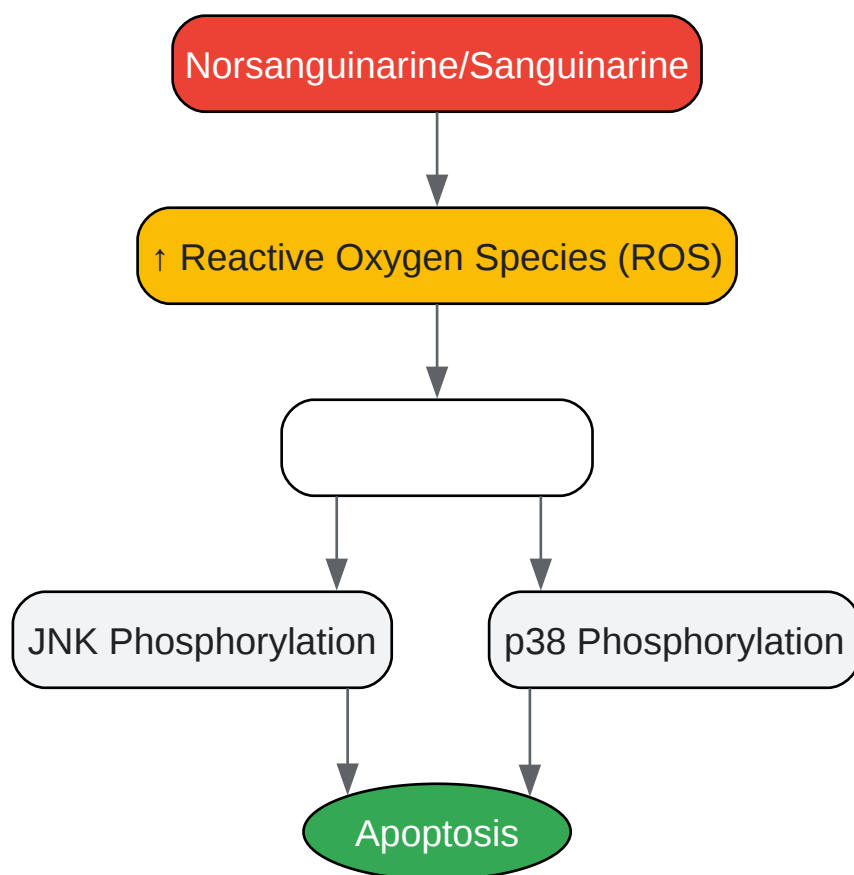 Norsanguinarine/Sanguinarine
↑ Reactive Oxygen Species (ROS)
JNK Phosphorylation
p38 Phosphorylation
Apoptosis